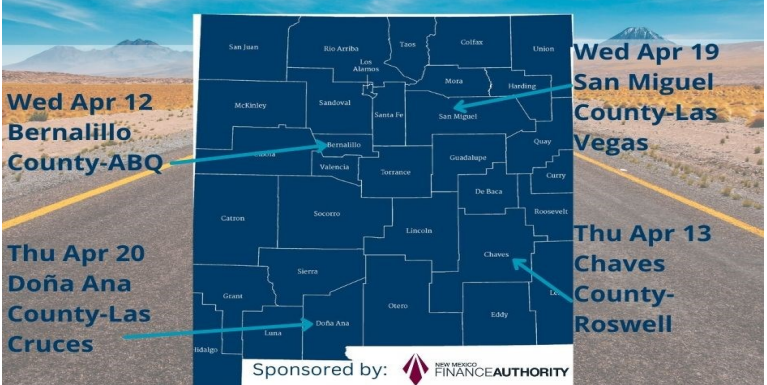 Wed Apr 12
Bernalillo
County-ABQ
Thu Apr 20
Doña Ana
County-Las
Cruces
San Juan
Rio Arriba
Taos
Colfax
Union
Los
Alamos
Mora
Harding
McKinley
Sandoval
Santa Fe
San Miguel
Bernalillo
Quay
Guadalupe
Valencia
Torrance
Curry
De Baca
Roosevelt
Catron
Socorro
Lincoln
Chaves
Sierra
Grant
Otero
Eddy
Luna
Doña Ana
Hidalgo
Wed Apr 19
San Miguel
County-Las
Vegas
Thu Apr 13
Chaves
County-
Roswell
Sponsored by:
NEW MEXICO
FINANCEAUTHORITY